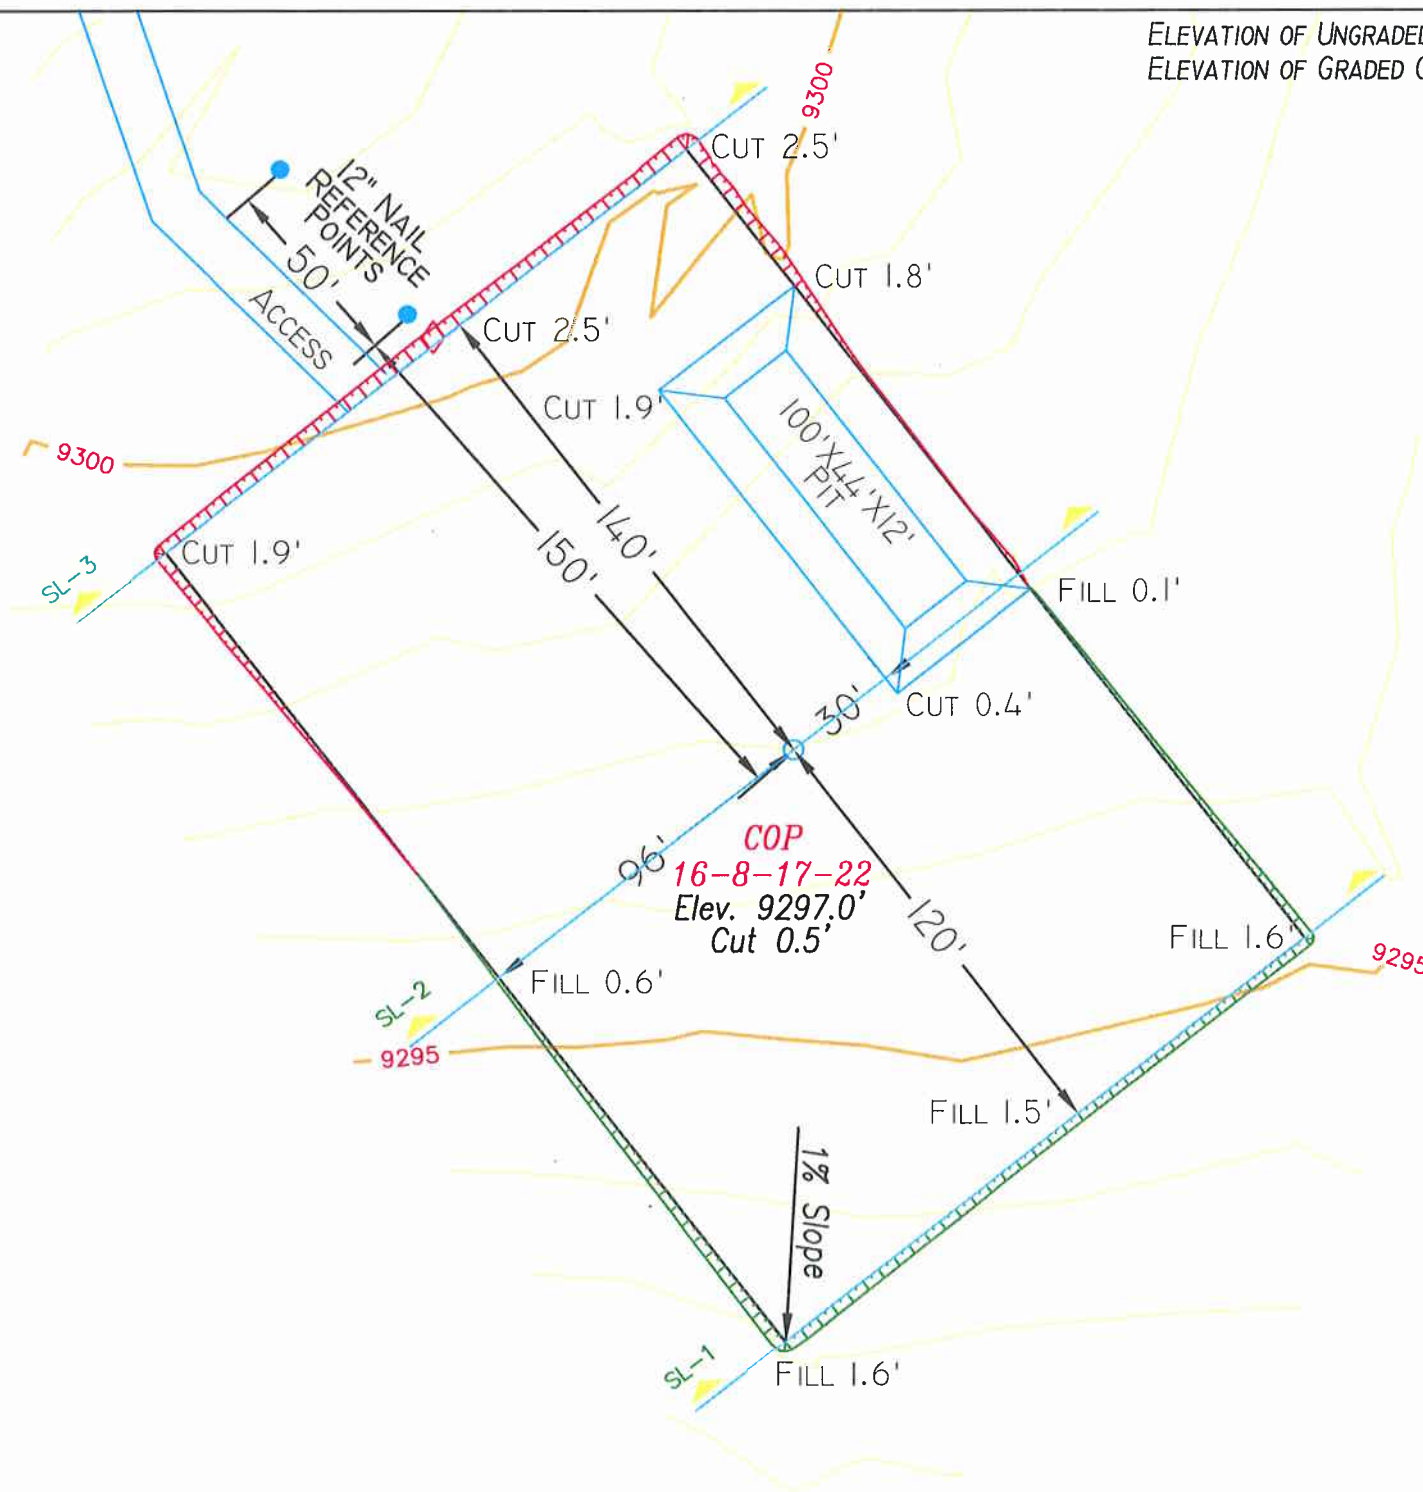 ELEVATION OF UNGRADED
ELEVATION OF GRADED
9300
CUT 2.5'
12" NAIL
REFERENCE
POINTS
50'
ACCESS
CUT 1.8'
CUT 2.5'
CUT 1.9'
100'X44'X12'
PIT
9300
CUT 1.9'
SL-3
140'
150'
FILL 0.1'
CUT 0.4'
30'
96'
COP
16-8-17-22
Elev. 9297.0'
Cut 0.5'
120'
FILL 1.6'
9295
FILL 0.6'
SL-2
9295
FILL 1.5'
1% Slope
SL-1
FILL 1.6'